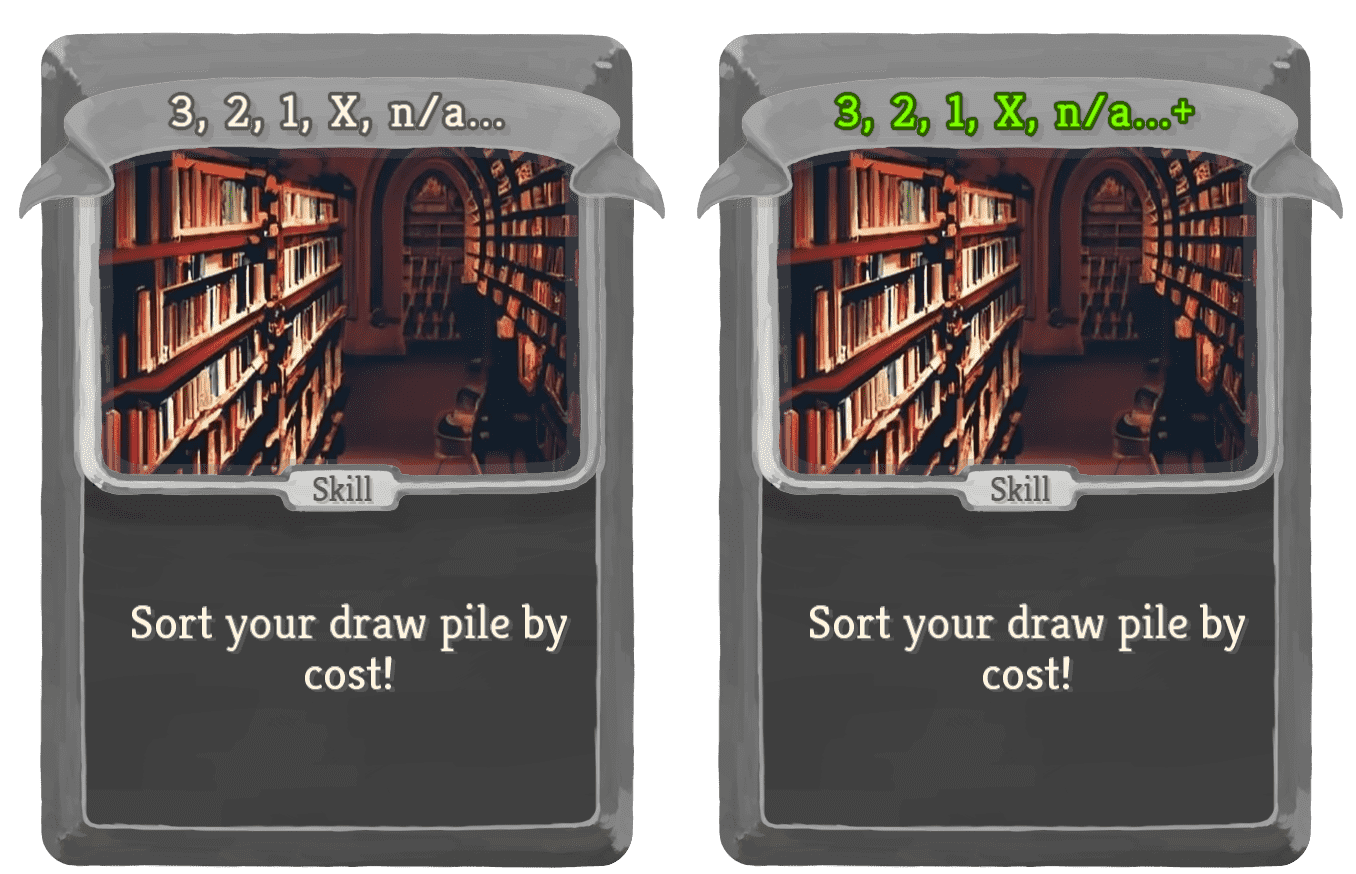 3, 2, 1, X, n/a...
Skill
Sort your draw pile by
cost!
3, 2, 1, X, n/a...+
Skill
Sort your draw pile by
cost!